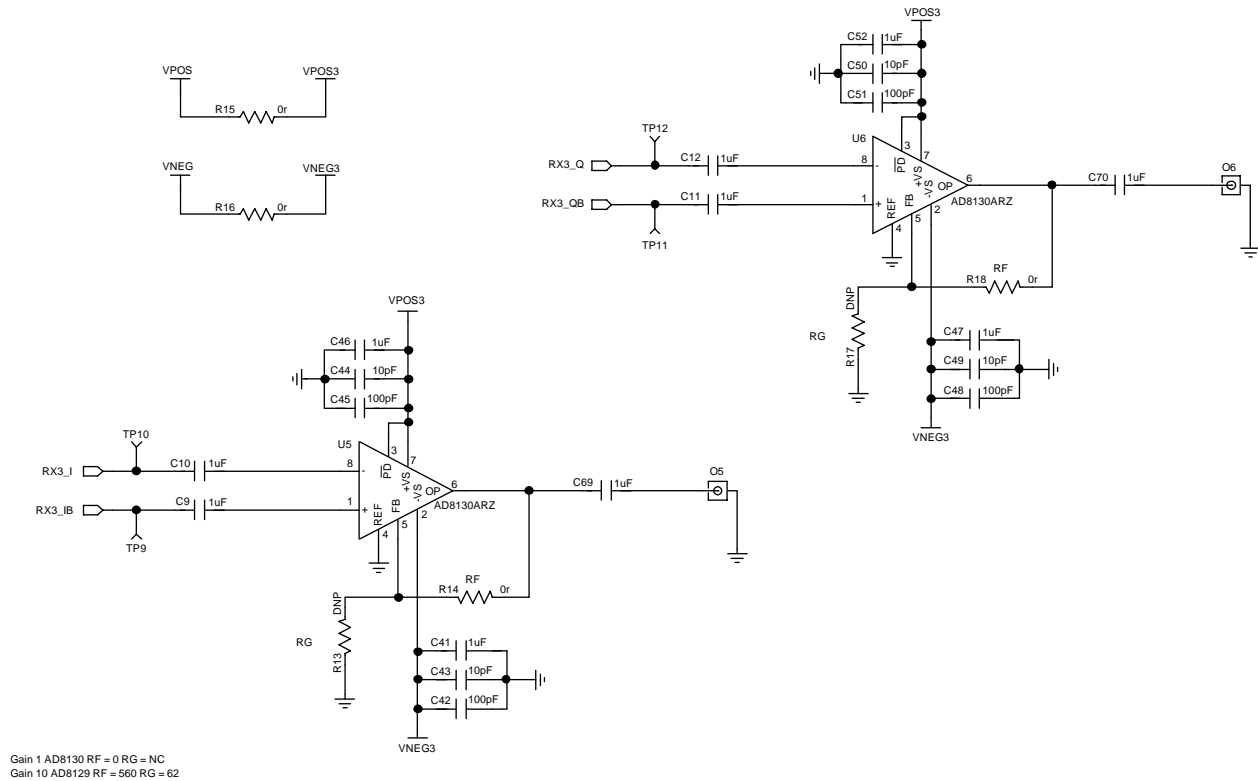 VPOS3
C52 1uF
C50 10pF
C51 100pF
VPOS VPOS3
R15 0r
VNEG VNEG3
R16 0r
TP12
U6
RX3_Q C12 1uF 8 - PD 3 +VS 7
RX3_QB C11 1uF 1 + REF 4 FB 5 -VS 2 OP 6
AD8130ARZ
C70 1uF
O6
TP11
RF
R18 0r
DNP
RG
R17
C47 1uF
C49 10pF
C48 100pF
VNEG3
VPOS3
C46 1uF
C44 10pF
C45 100pF
TP10
U5
RX3_I C10 1uF 8 - PD 3 +VS 7
RX3_IB C9 1uF 1 + REF 4 FB 5 -VS 2 OP 6
AD8130ARZ
C69 1uF
O5
TP9
RF
R14 0r
DNP
RG
R13
C41 1uF
C43 10pF
C42 100pF
VNEG3
Gain 1 AD8130 RF = 0 RG = NC
Gain 10 AD8129 RF = 560 RG = 62